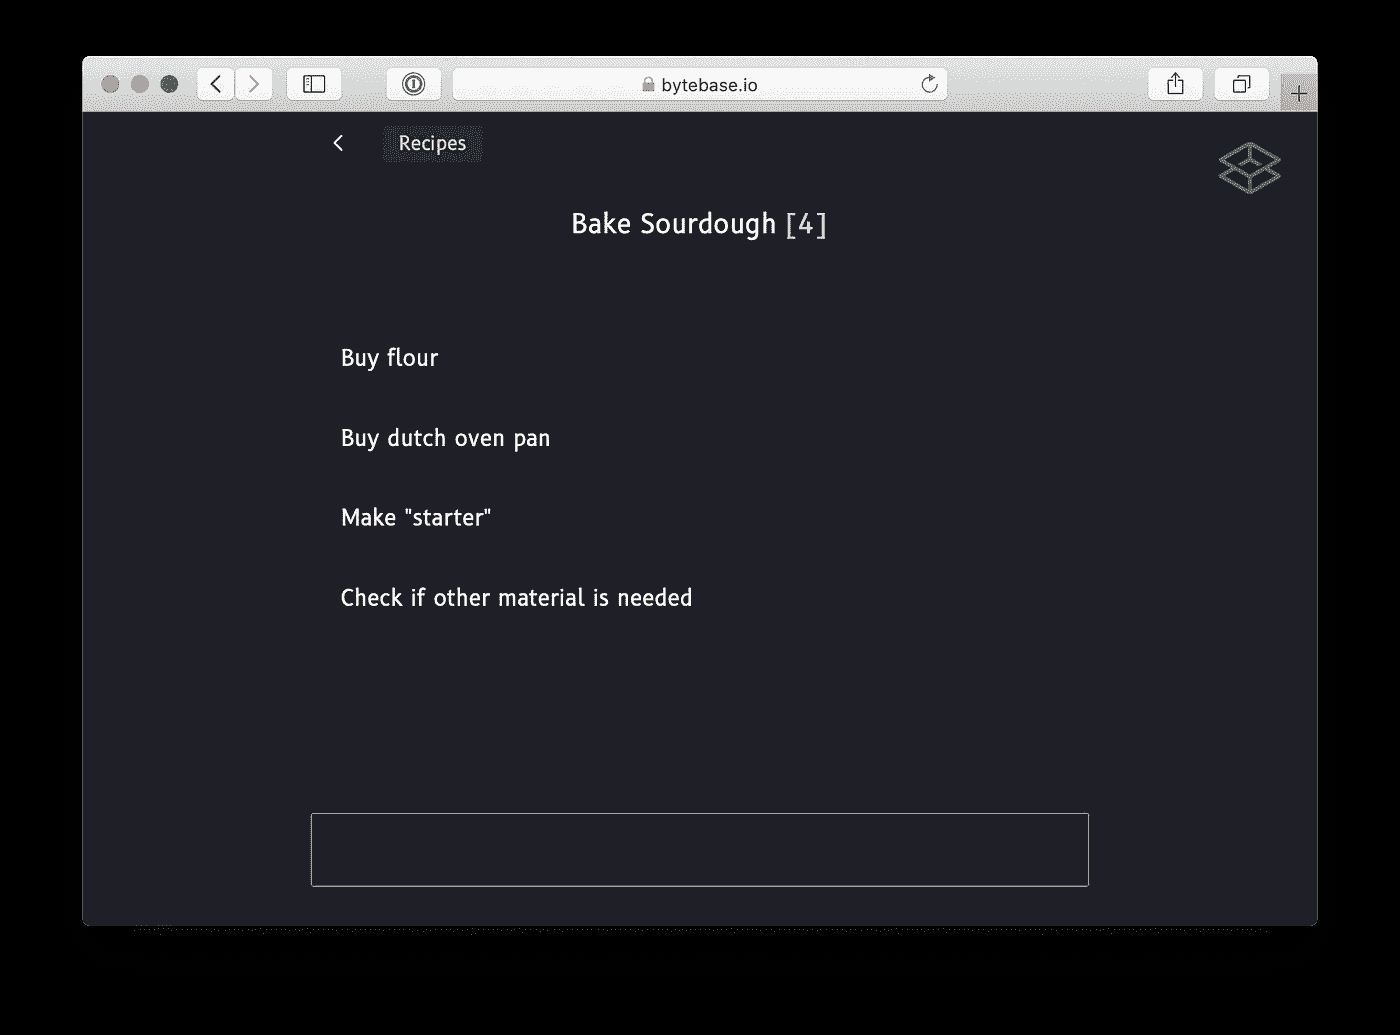 bytebase.io
Recipes
Bake Sourdough [4]
Buy flour
Buy dutch oven pan
Make "starter"
Check if other material is needed